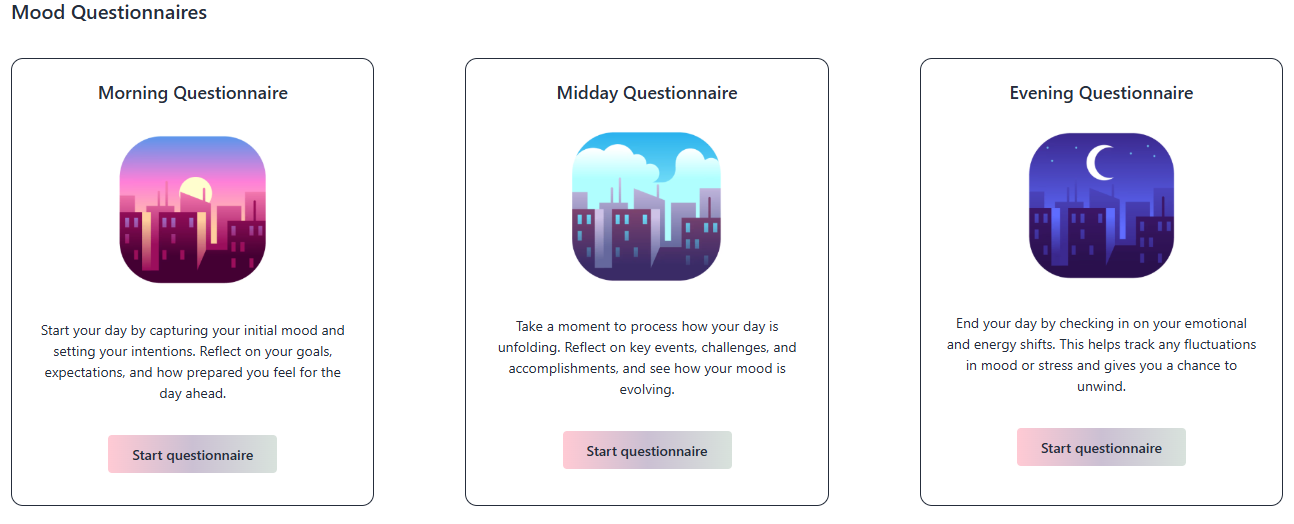 Mood Questionnaires
Morning Questionnaire
Start your day by capturing your initial mood and
setting your intentions. Reflect on your goals,
expectations, and how prepared you feel for the
day ahead.
Start questionnaire
Midday Questionnaire
Take a moment to process how your day is
unfolding. Reflect on key events, challenges, and
accomplishments, and see how your mood is
evolving.
Start questionnaire
Evening Questionnaire
End your day by checking in on your emotional
and energy shifts. This helps track any fluctuations
in mood or stress and gives you a chance to
unwind.
Start questionnaire